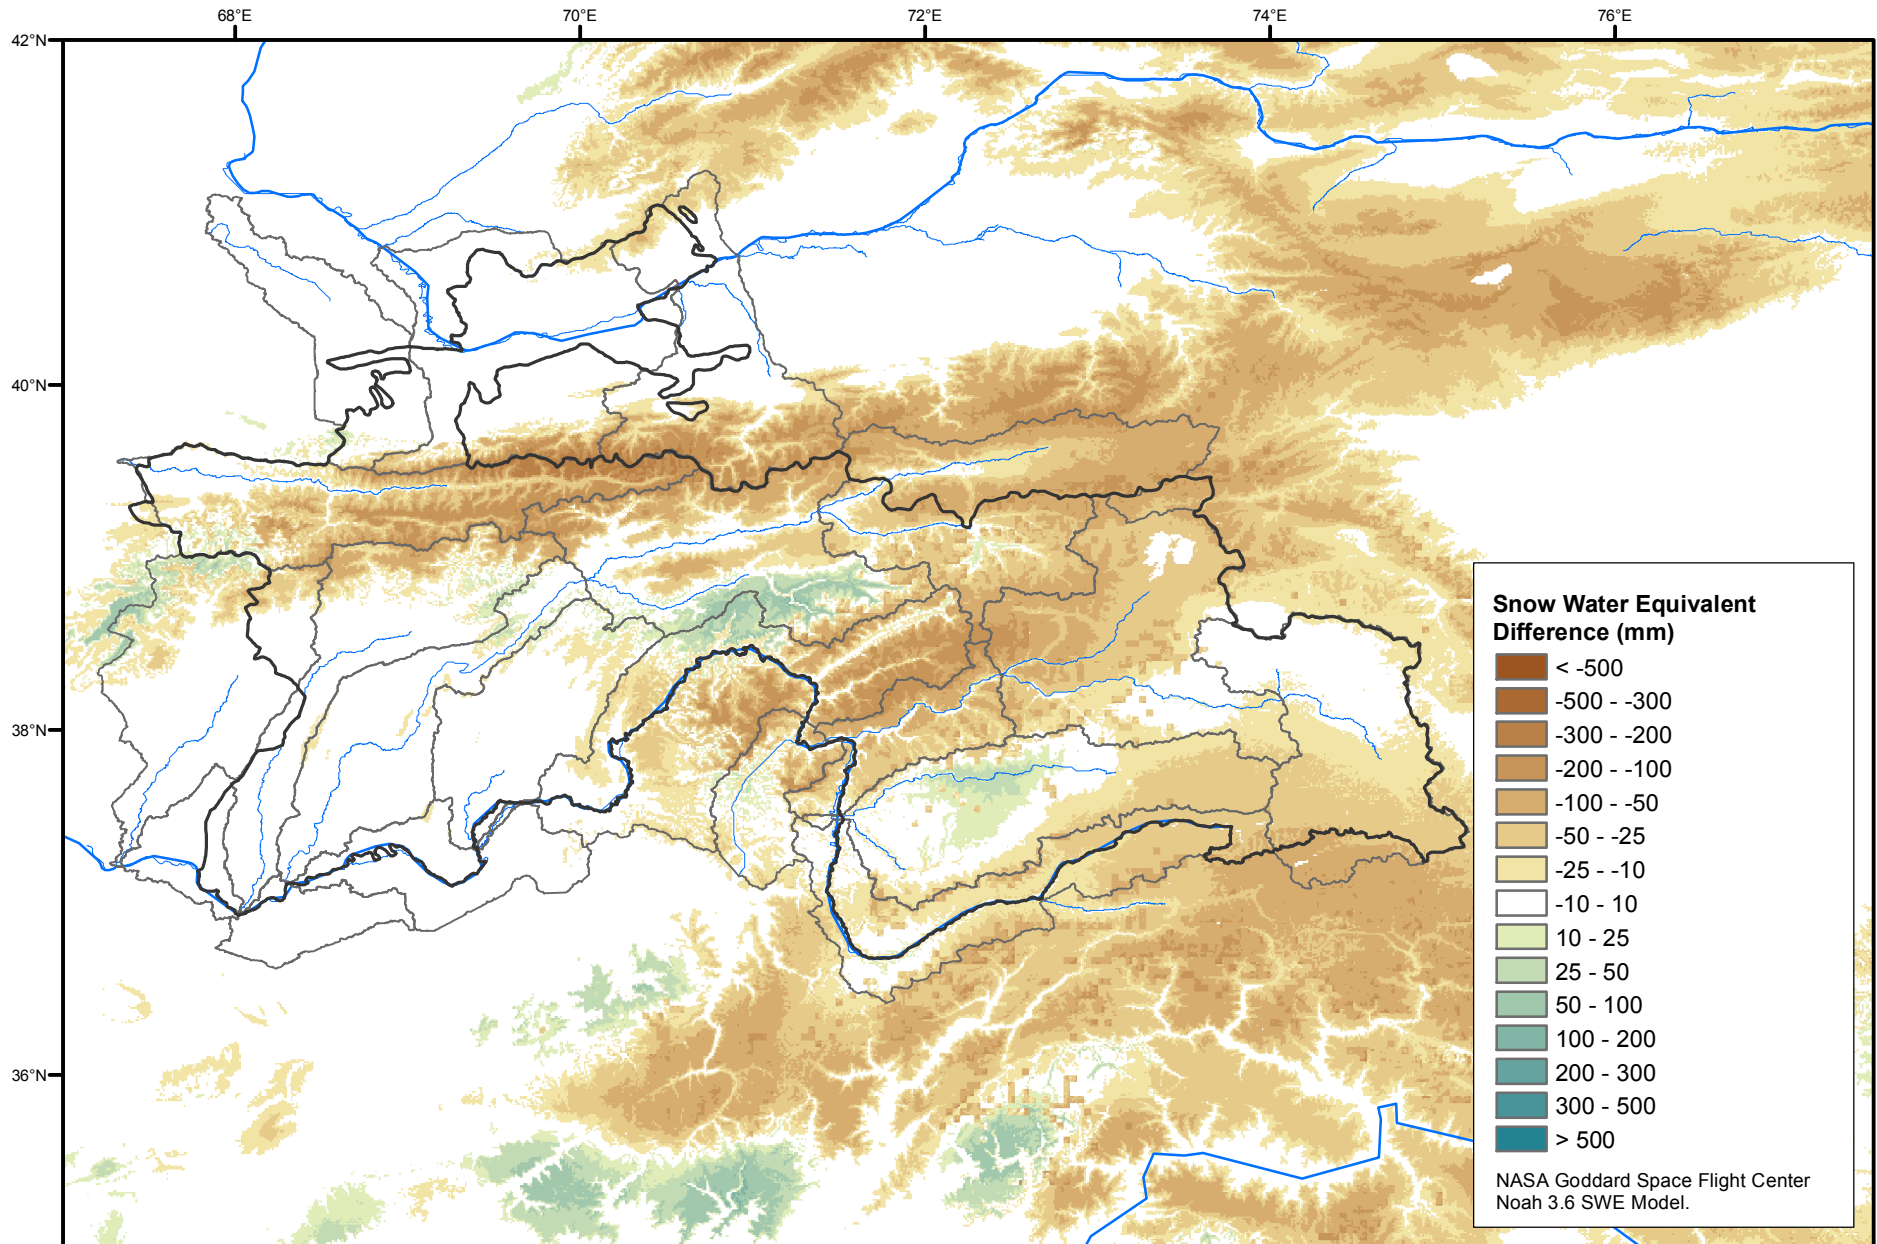 68°E
70°E
72°E
74°E
76°E
42°N
40°N
38°N
36°N
Snow Water Equivalent
Difference (mm)
< -500
-500 - -300
-300 - -200
-200 - -100
-100 - -50
-50 - -25
-25 - -10
-10 - 10
10 - 25
25 - 50
50 - 100
100 - 200
200 - 300
300 - 500
> 500
NASA Goddard Space Flight Center
Noah 3.6 SWE Model.